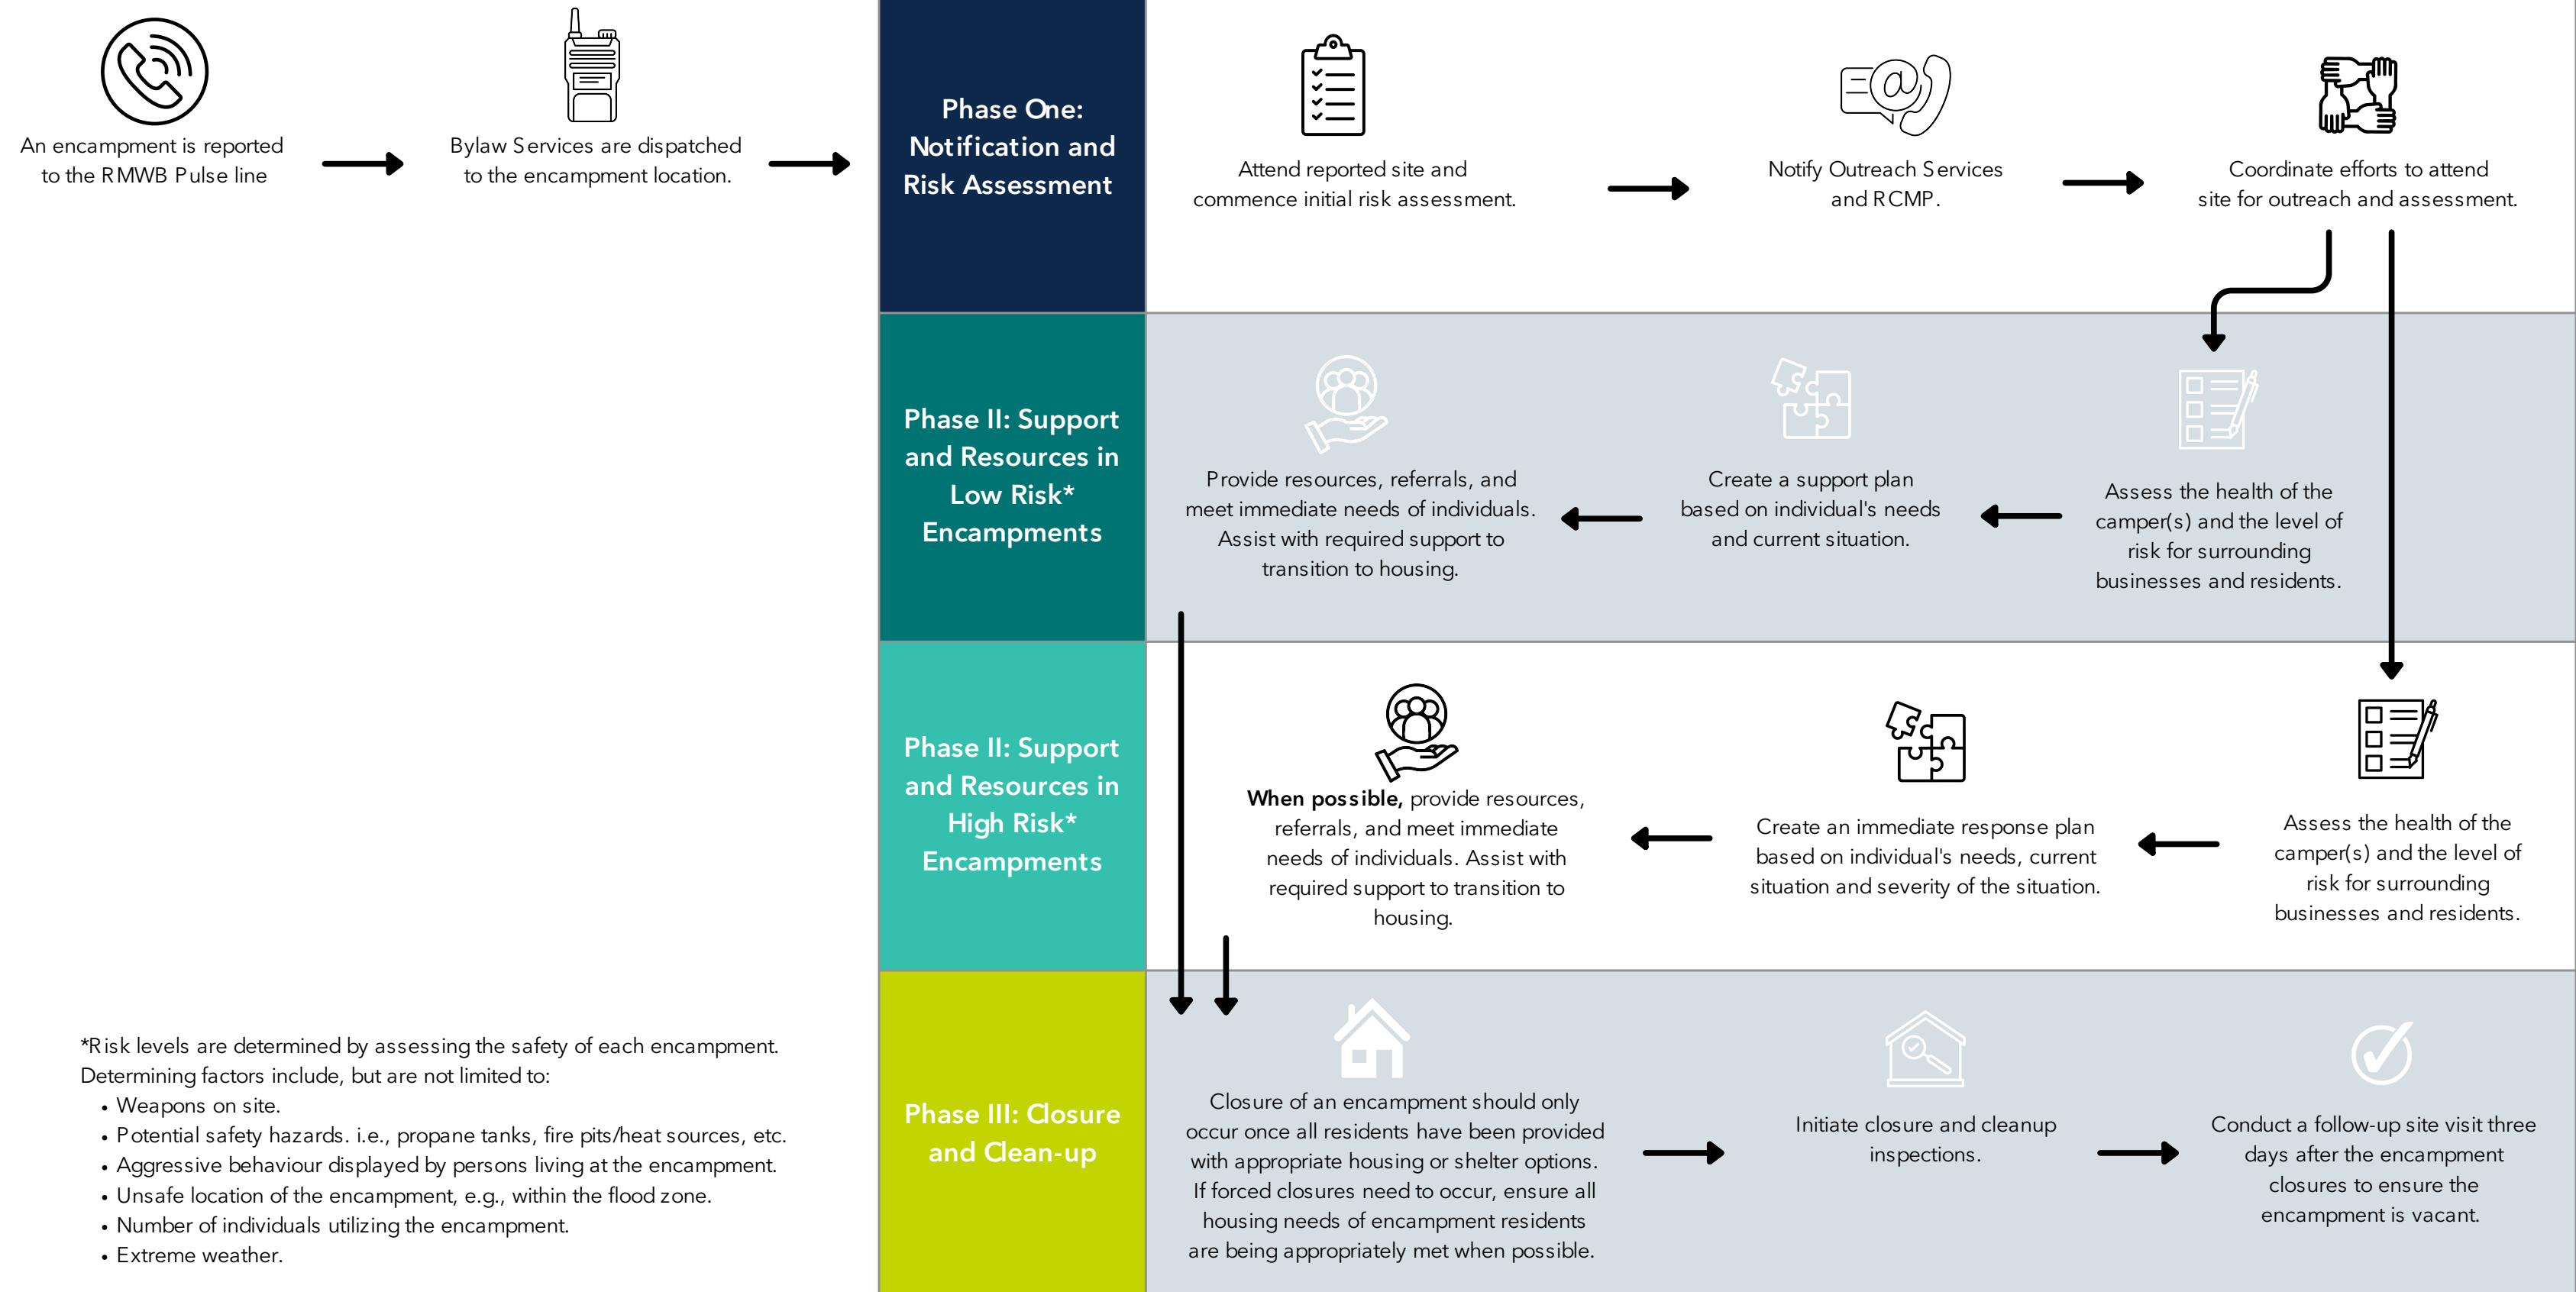 An encampment is reported
to the RMWB Pulse line
Bylaw Services are dispatched
to the encampment location.
Phase One:
Notification and
Risk Assessment
Attend reported site and
commence initial risk assessment.
Notify Outreach Services
and RCMP.
Coordinate efforts to attend
site for outreach and assessment.
Phase II: Support
and Resources in
Low Risk*
Encampments
Provide resources, referrals, and
meet immediate needs of individuals.
Assist with required support to
transition to housing.
Create a support plan
based on individual's needs
and current situation.
Assess the health of the
camper(s) and the level of
risk for surrounding
businesses and residents.
Phase II: Support
and Resources in
High Risk*
Encampments
When possible, provide resources,
referrals, and meet immediate
needs of individuals. Assist with
required support to transition to
housing.
Create an immediate response plan
based on individual's needs, current
situation and severity of the situation.
Assess the health of the
camper(s) and the level of
risk for surrounding
businesses and residents.
*Risk levels are determined by assessing the safety of each encampment.
Determining factors include, but are not limited to:
• Weapons on site.
• Potential safety hazards. i.e., propane tanks, fire pits/heat sources, etc.
• Aggressive behaviour displayed by persons living at the encampment.
• Unsafe location of the encampment, e.g., within the flood zone.
• Number of individuals utilizing the encampment.
• Extreme weather.
Phase III: Closure
and Clean-up
Closure of an encampment should only
occur once all residents have been provided
with appropriate housing or shelter options.
If forced closures need to occur, ensure all
housing needs of encampment residents
are being appropriately met when possible.
Initiate closure and cleanup
inspections.
Conduct a follow-up site visit three
days after the encampment
closures to ensure the
encampment is vacant.